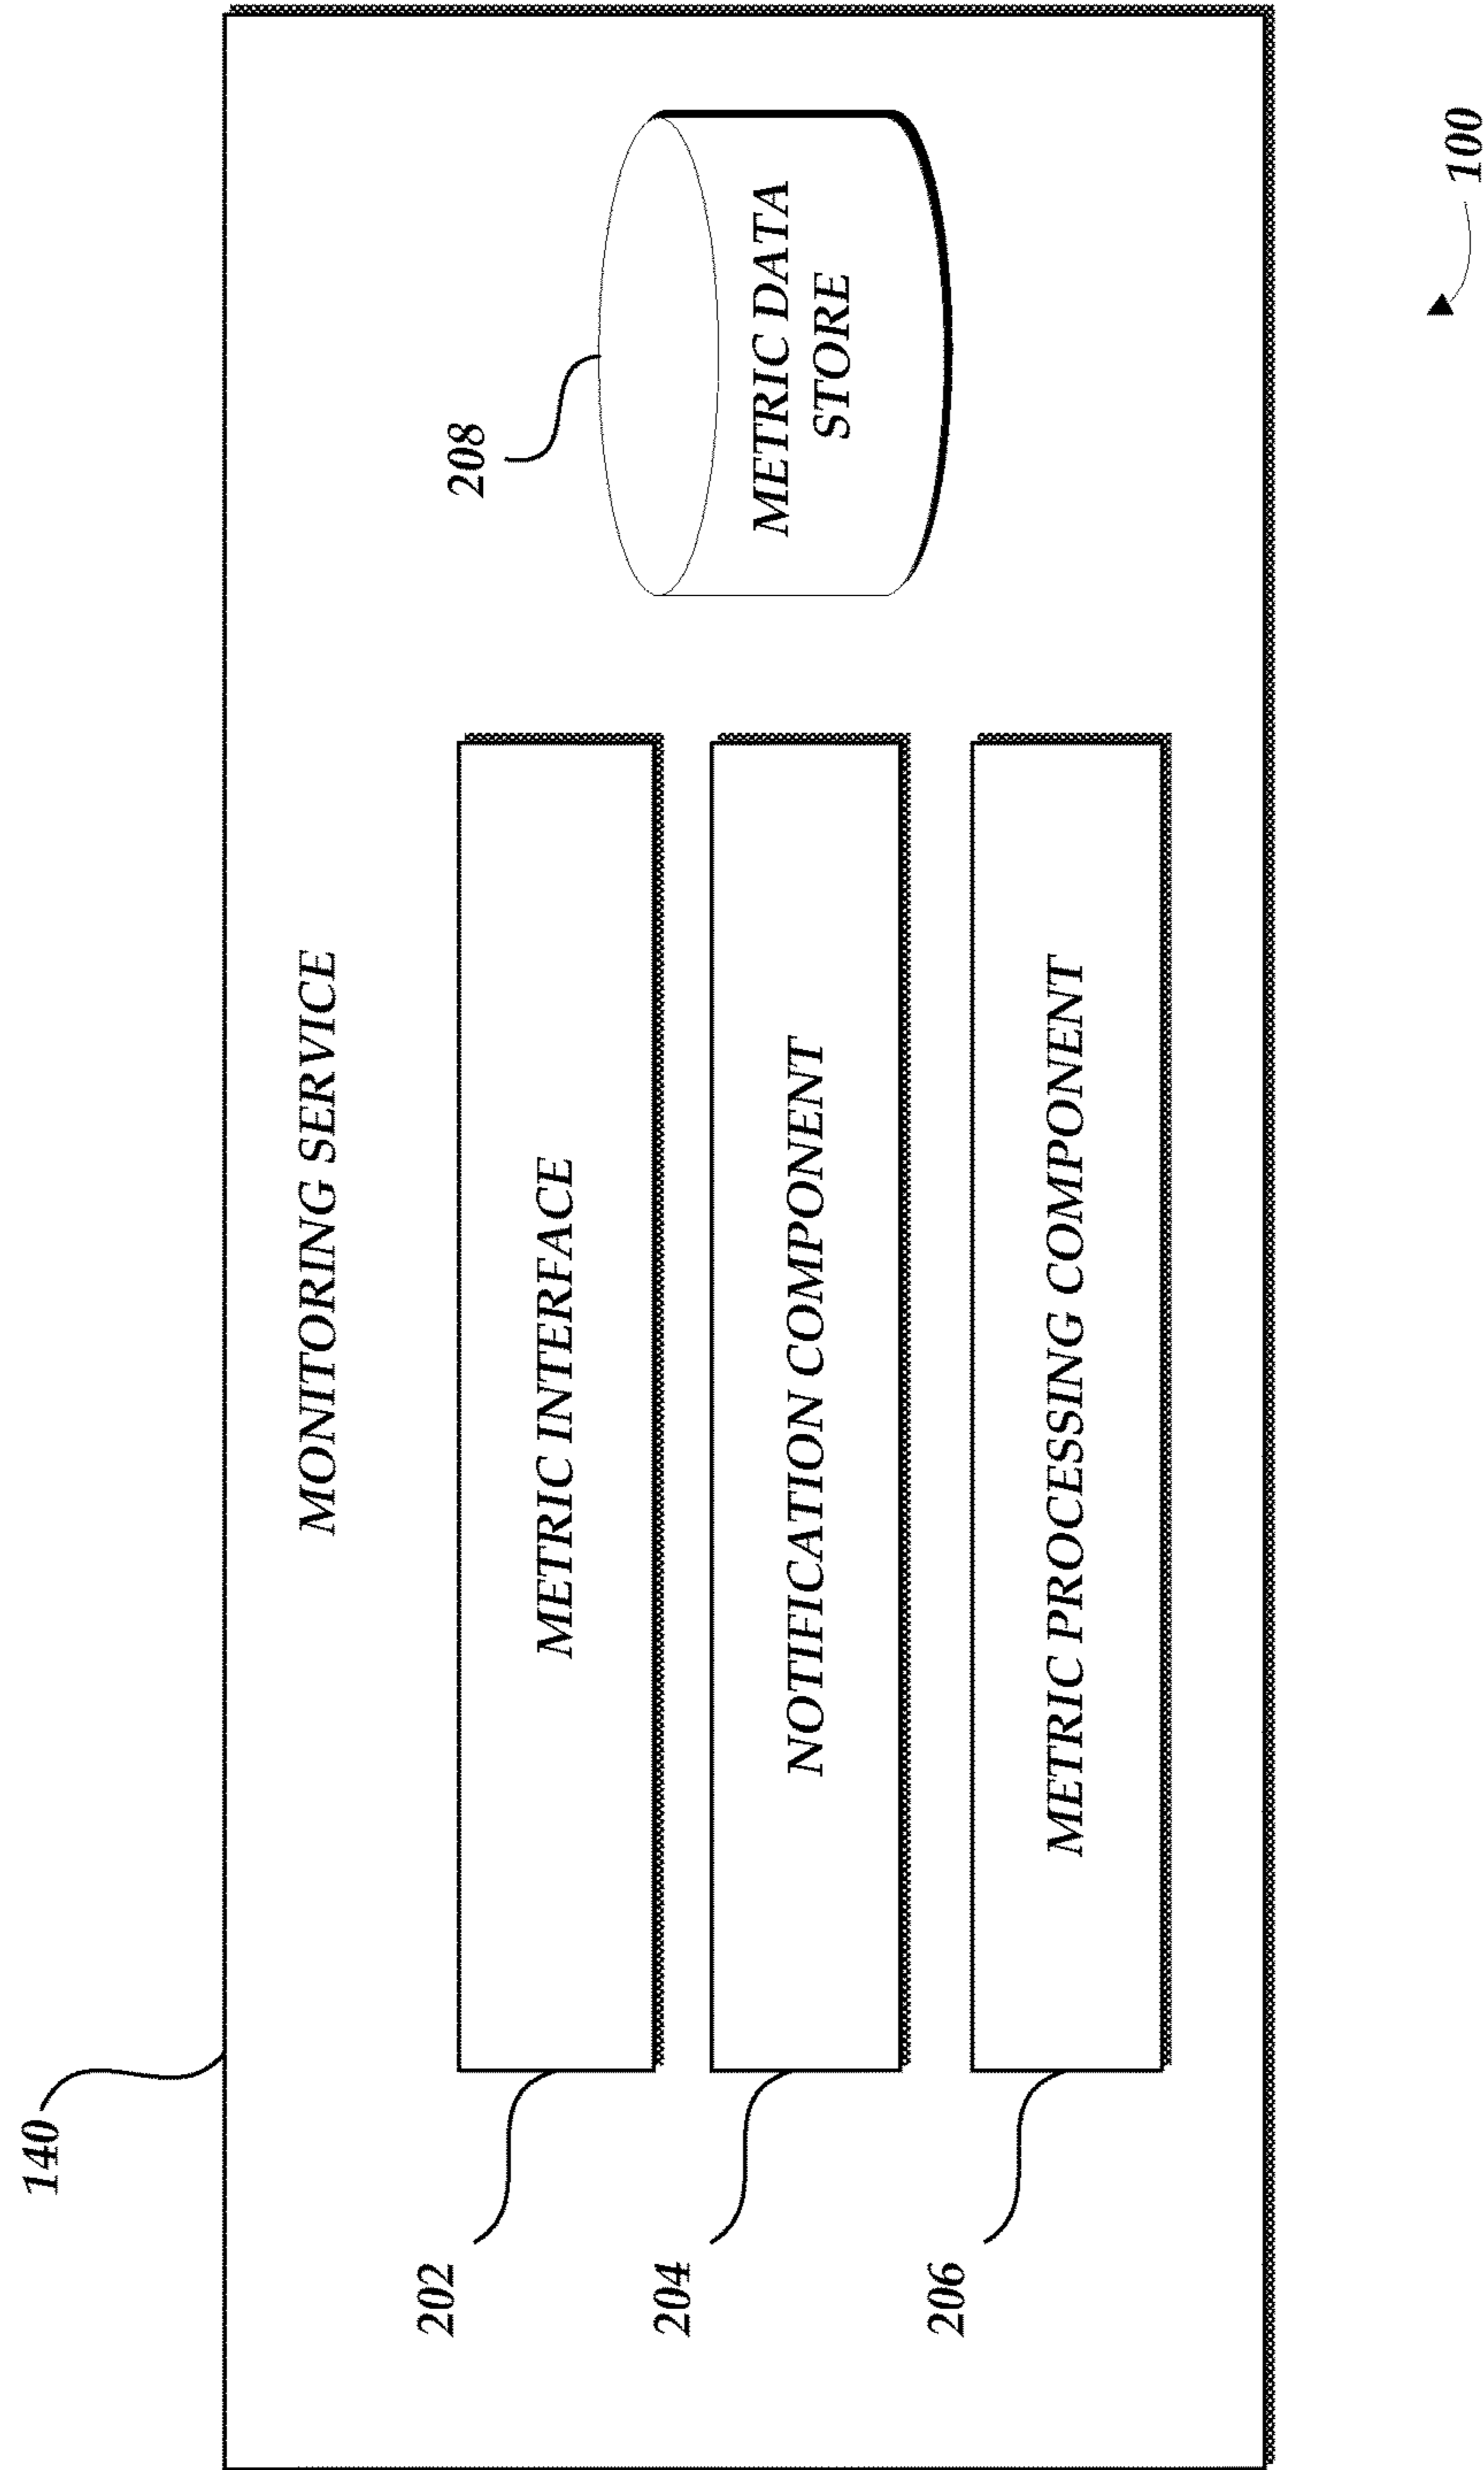 140
MONITORING SERVICE
208
202
METRIC INTERFACE
204
NOTIFICATION COMPONENT
METRIC DATA
STORE
206
METRIC PROCESSING COMPONENT
100